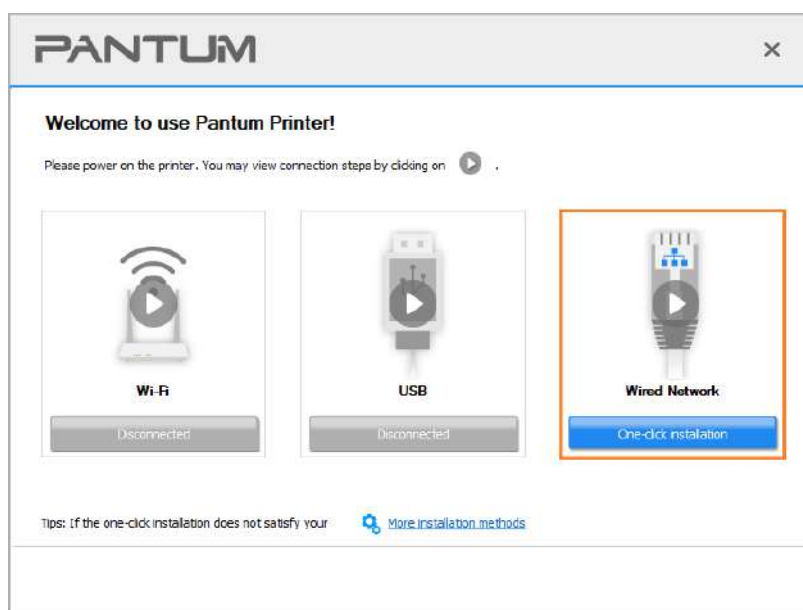 PANTUM
Welcome to use Pantum Printer!
Please power on the printer. You may view connection steps by clicking on .
Wi-Fi
USB
Wired Network
Disconnected
Disconnected
One-click installation
Tips: If the one-click installation does not satisfy your
More installation methods